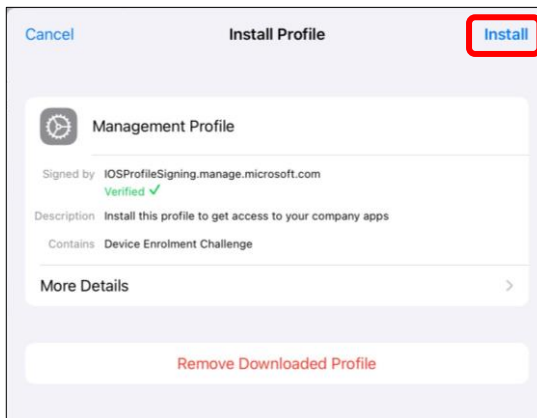 Cancel Install Profile Install
Management Profile
Signed by IOSProfileSigning.manage.microsoft.com
Verified ✓
Description Install this profile to get access to your company apps
Contains Device Enrolment Challenge
More Details
Remove Downloaded Profile